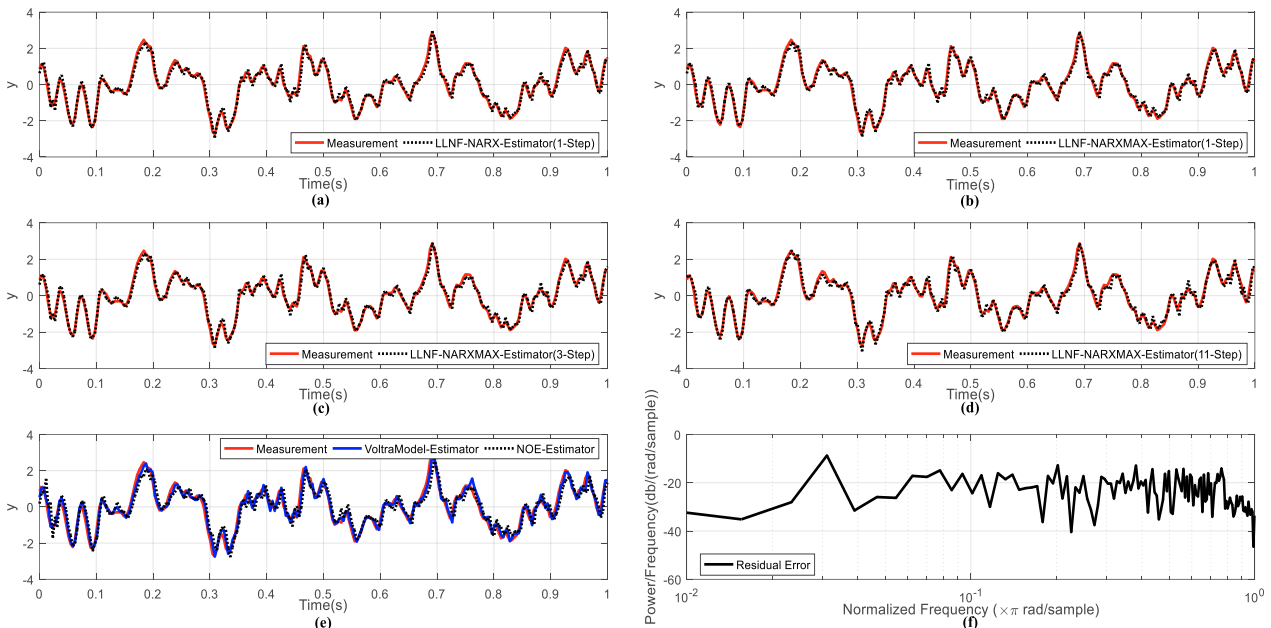 4
2
0
-2
-4
y
Measurement LLNF-NARX-Estimator(1-Step)
0 0.1 0.2 0.3 0.4 0.5 0.6 0.7 0.8 0.9 1
Time(s)
(a)
4
2
0
-2
-4
y
Measurement LLNF-NARXMAX-Estimator(1-Step)
0 0.1 0.2 0.3 0.4 0.5 0.6 0.7 0.8 0.9 1
Time(s)
(b)
4
2
0
-2
-4
y
Measurement LLNF-NARXMAX-Estimator(3-Step)
0 0.1 0.2 0.3 0.4 0.5 0.6 0.7 0.8 0.9 1
Time(s)
(c)
4
2
0
-2
-4
y
Measurement LLNF-NARXMAX-Estimator(11-Step)
0 0.1 0.2 0.3 0.4 0.5 0.6 0.7 0.8 0.9 1
Time(s)
(d)
4
2
0
-2
-4
y
Measurement VoltraModel-Estimator NOE-Estimator
0 0.1 0.2 0.3 0.4 0.5 0.6 0.7 0.8 0.9 1
Time(s)
(e)
Power/Frequency(db/(rad/sample))
0
-20
-40
-60
Residual Error
10^-2 10^-1 10^0
Normalized Frequency (×π rad/sample)
(f)